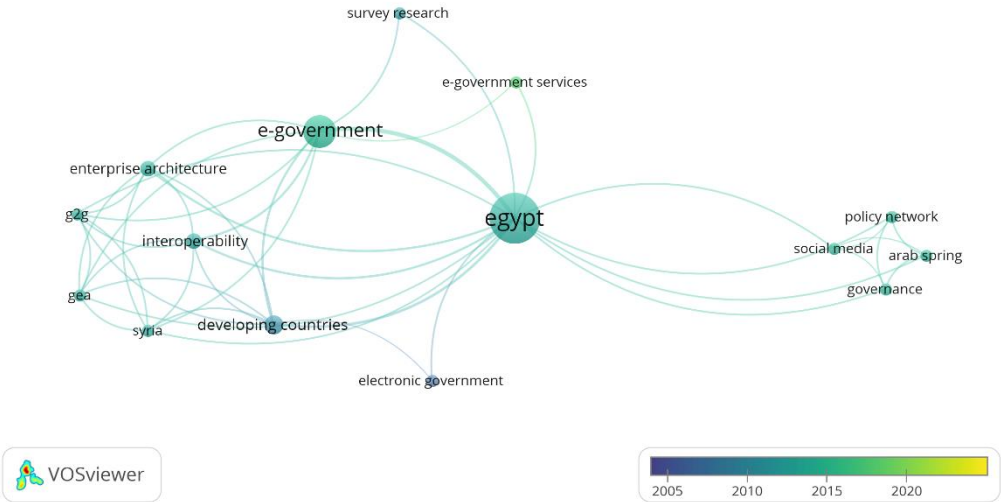 survey research
e-government services
e-government
enterprise architecture
g2g
egypt
policy network
interoperability
social media
arab spring
gea
governance
syria
developing countries
electronic government
VOSviewer
2005
2010
2015
2020